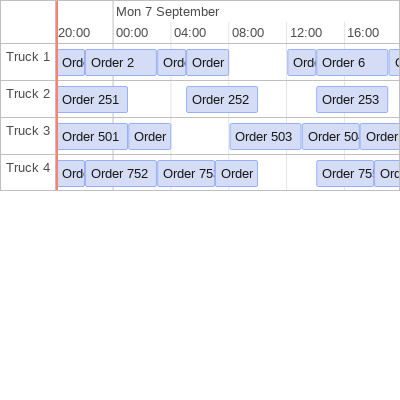 Mon 7 September
20:00 00:00 04:00 08:00 12:00 16:00
Truck 1 Ord Order 2 Ord Order Ord Order 6
Truck 2 Order 251 Order 252 Order 253
Truck 3 Order 501 Order Order 503 Order 50 Order
Truck 4 Ord Order 752 Order 75 Order Order 75 Ord